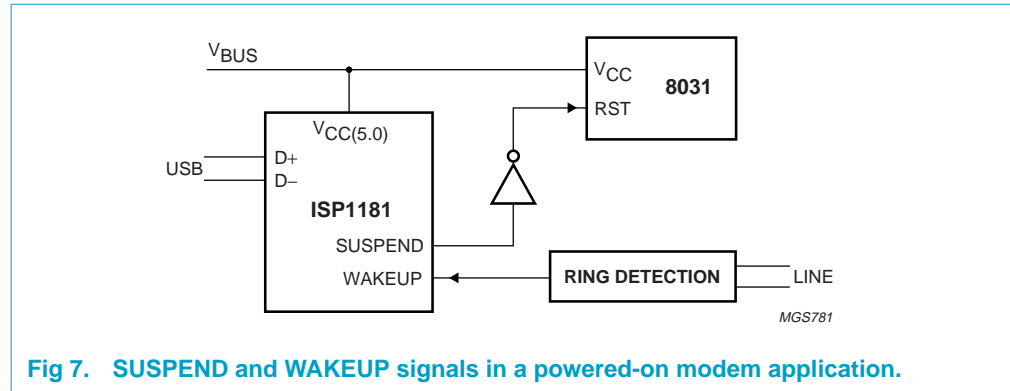 VBUS
VCC
8031
RST
VCC(5.0)
D+
USB
D−
ISP1181
SUSPEND
WAKEUP
RING DETECTION
LINE
MGS781
Fig 7. SUSPEND and WAKEUP signals in a powered-on modem application.